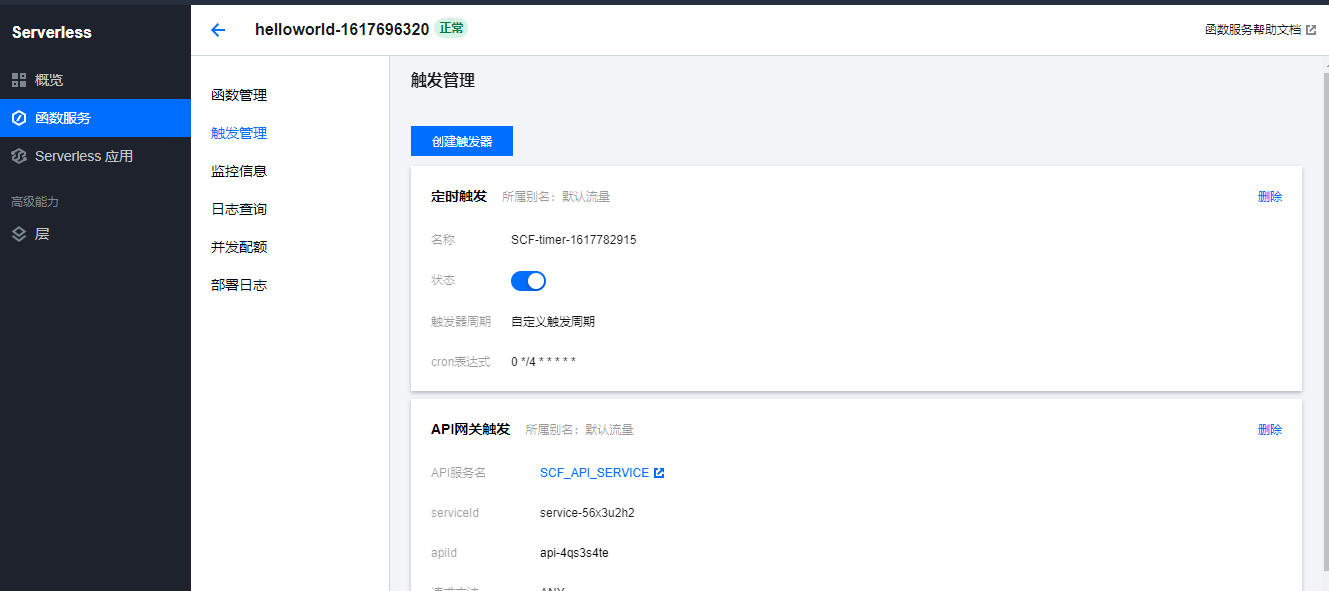 Serverless
概览
函数服务
Serverless 应用
高级能力
层
helloworld-1617696320 正常
函数服务帮助文档
函数管理
触发管理
监控信息
日志查询
并发配额
部署日志
触发管理
创建触发器
定时触发 所属别名：默认流量 删除
名称 SCF-timer-1617782915
状态
触发器周期 自定义触发周期
cron表达式 0 */4 * * * * *
API网关触发 所属别名：默认流量 删除
API服务名 SCF_API_SERVICE
serviceId service-56x3u2h2
apiId api-4qs3s4te
请求方法 ANY